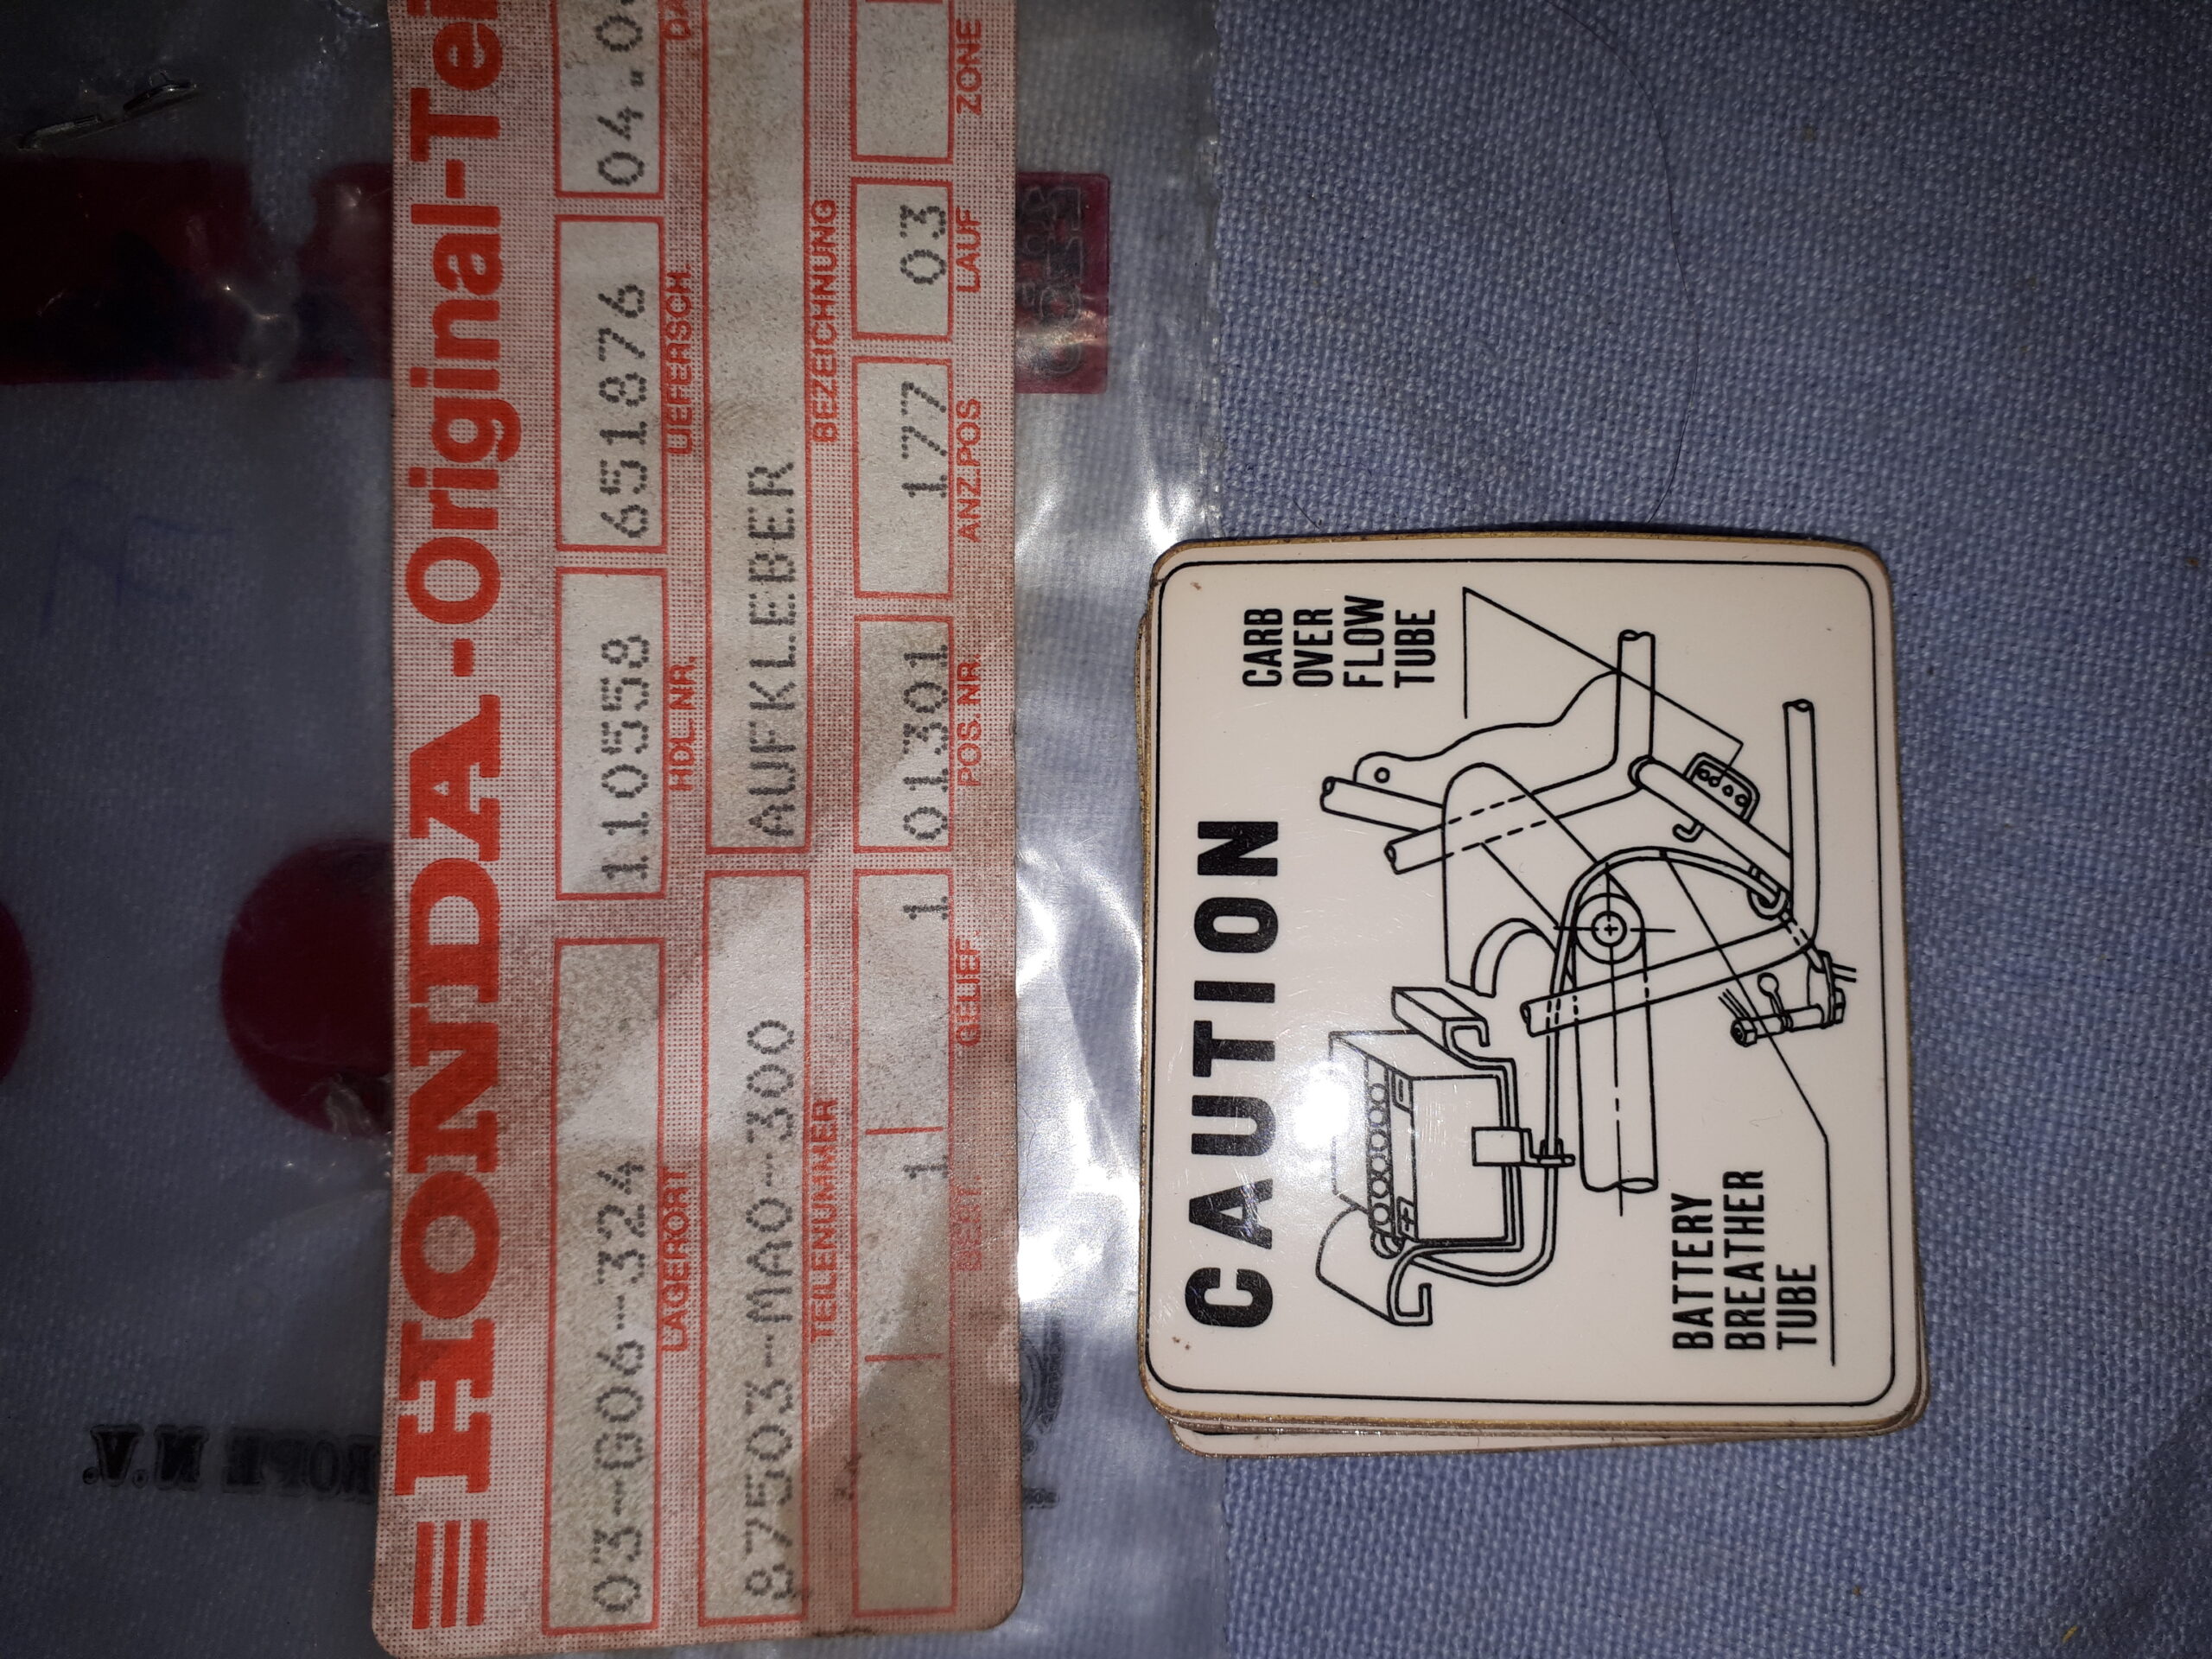 HONDA-Original-Tei
03-G06-324 110558 651876 04.0
LAGERORT HDL.NR. LIEFERSCH. DA
87503-MA0-300 AUFKLEBER
TEILENUMMER BEZEICHNUNG
1 1 01301 177 03
BEST. GELIEF. POS.NR. ANZ.POS LAUF ZONE
N.V.
CAUTION
CARB
OVER
FLOW
TUBE
BATTERY
BREATHER
TUBE